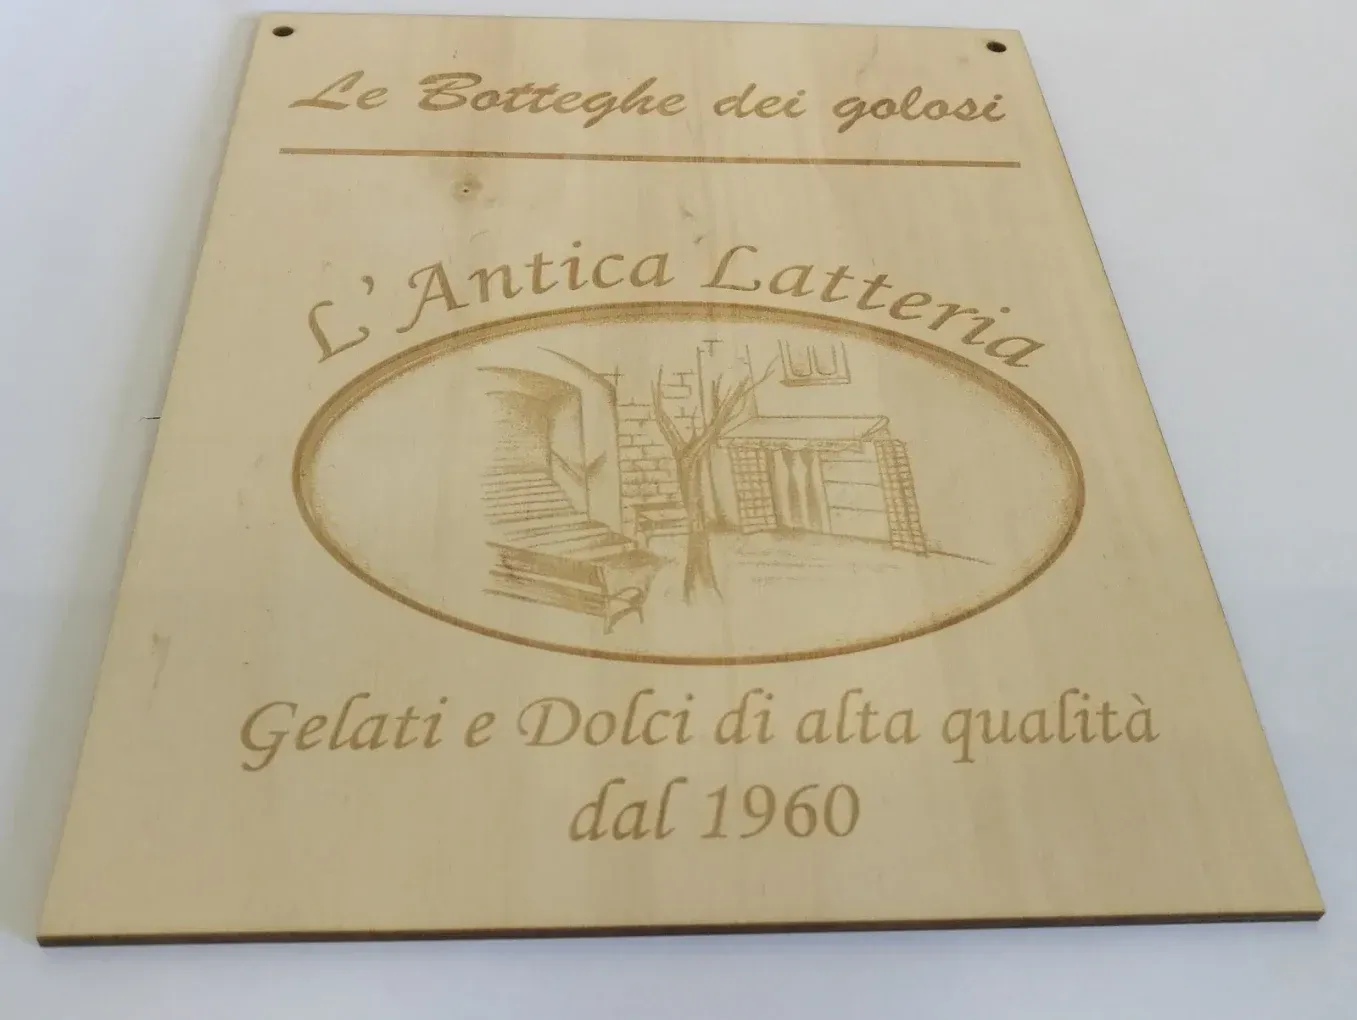 Le Botteghe dei golosi
L'Antica Latteria
Gelati e Dolci di alta qualità
dal 1960